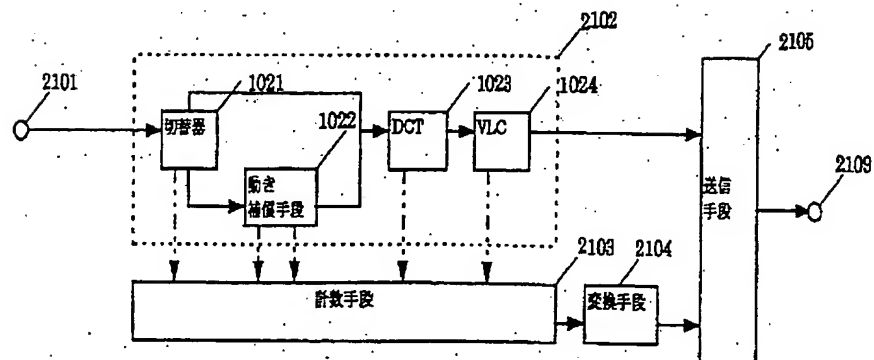 2102
2105
2101
1021
1023
1024
1022
切替器
DCT
VLC
動き
補償手段
送信
手段
2109
2103
2104
計数手段
変換手段